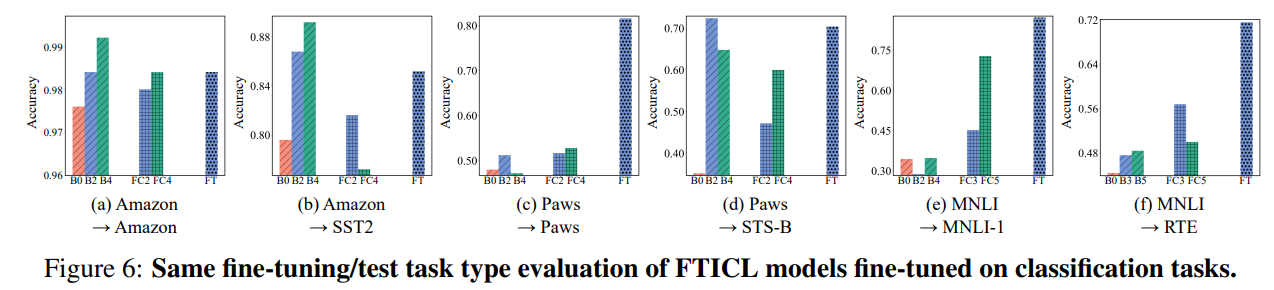 0.99
0.98
0.97
0.96
Accuracy
B0 B2 B4 FC2 FC4 FT
(a) Amazon
→ Amazon
0.88
0.84
0.80
Accuracy
B0 B2 B4 FC2 FC4 FT
(b) Amazon
→ SST2
0.80
0.70
0.60
0.50
Accuracy
B0 B2 B4 FC2 FC4 FT
(c) Paws
→ Paws
0.70
0.60
0.50
0.40
Accuracy
B0 B2 B4 FC2 FC4 FT
(d) Paws
→ STS-B
0.75
0.60
0.45
0.30
Accuracy
B0 B2 B4 FC3 FC5 FT
(e) MNLI
→ MNLI-1
0.72
0.64
0.56
0.48
Accuracy
B0 B3 B5 FC3 FC5 FT
(f) MNLI
→ RTE
Figure 6: Same fine-tuning/test task type evaluation of FTICL models fine-tuned on classification tasks.